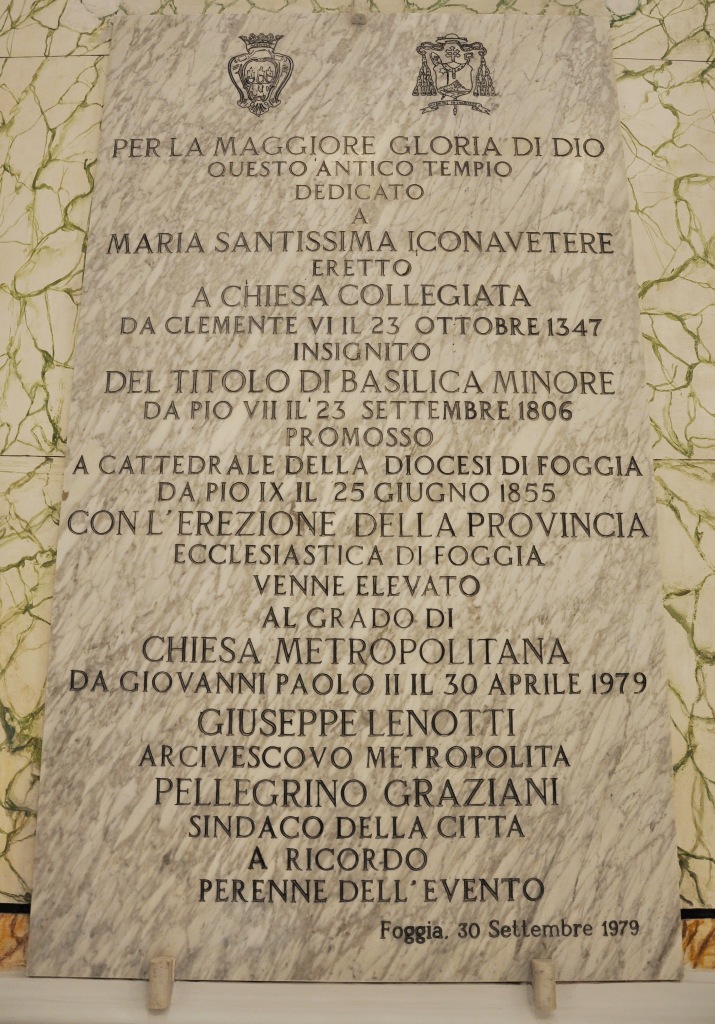 PER LA MAGGIORE GLORIA DI DIO
QUESTO ANTICO TEMPIO
DEDICATO
A
MARIA SANTISSIMA ICONAVETERE
ERETTO
A CHIESA COLLEGIATA
DA CLEMENTE VI IL 23 OTTOBRE 1347
INSIGNITO
DEL TITOLO DI BASILICA MINORE
DA PIO VII IL 23 SETTEMBRE 1806
PROMOSSO
A CATTEDRALE DELLA DIOCESI DI FOGGIA
DA PIO IX IL 25 GIUGNO 1855
CON L'EREZIONE DELLA PROVINCIA
ECCLESIASTICA DI FOGGIA
VENNE ELEVATO
AL GRADO DI
CHIESA METROPOLITANA
DA GIOVANNI PAOLO II IL 30 APRILE 1979
GIUSEPPE LENOTTI
ARCIVESCOVO METROPOLITA
PELLEGRINO GRAZIANI
SINDACO DELLA CITTA
A RICORDO
PERENNE DELL'EVENTO
Foggia, 30 Settembre 1979